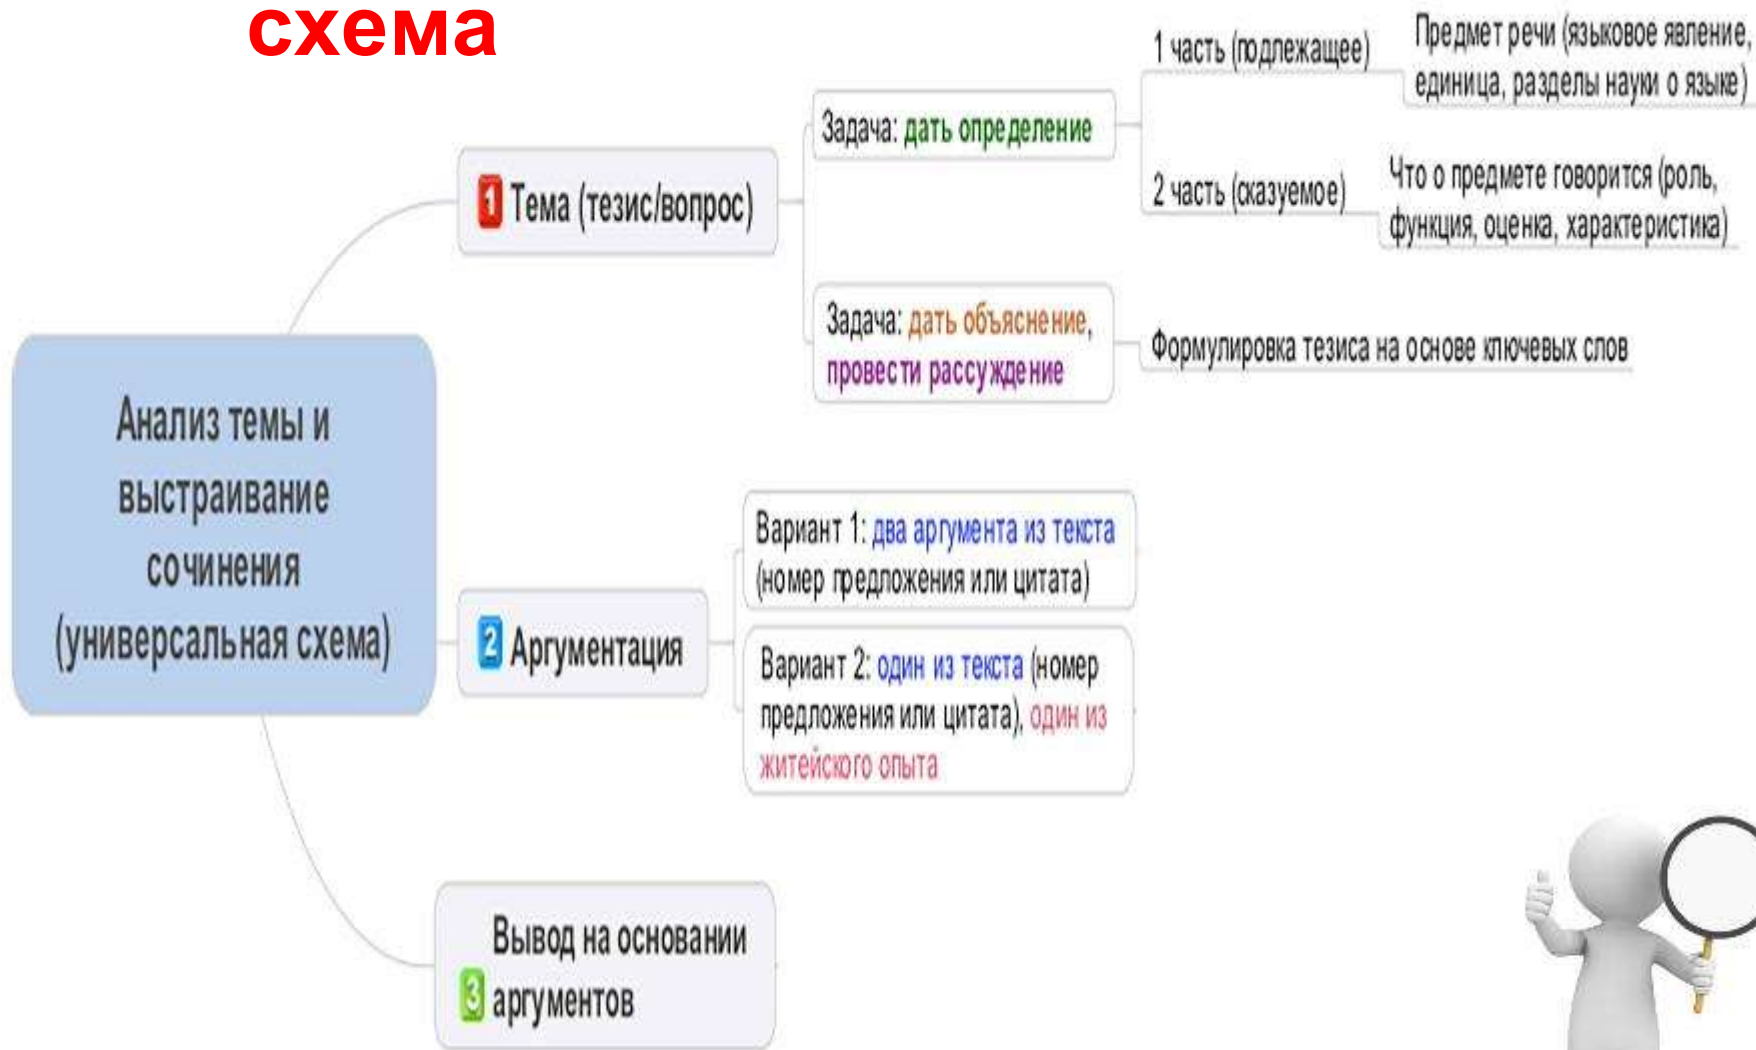 схема
Анализ темы и
выстраивание
сочинения
(универсальная схема)
1 Тема (тезис/вопрос)
Задача: дать определение
1 часть (подлежащее)
Предмет речи (языковое явление,
единица, разделы науки о языке)
2 часть (сказуемое)
Что о предмете говорится (роль,
функция, оценка, характеристика)
Задача: дать объяснение,
провести рассуждение
Формулировка тезиса на основе ключевых слов
2 Аргументация
Вариант 1: два аргумента из текста
(номер предложения или цитата)
Вариант 2: один из текста (номер
предложения или цитата), один из
житейского опыта
Вывод на основании
3 аргументов